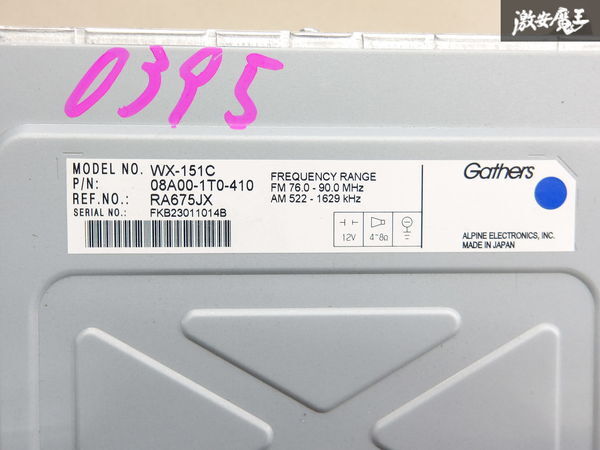 激安魔王
0395
MODEL NO. WX-151C
P/N: 08A00-1T0-410
REF.NO.: RA675JX
SERIAL NO.: FKB23011014B
FREQUENCY RANGE
FM 76.0 - 90.0 MHz
AM 522 - 1629 kHz
12V 4~8Ω
Gathers
ALPINE ELECTRONICS, INC.
MADE IN JAPAN